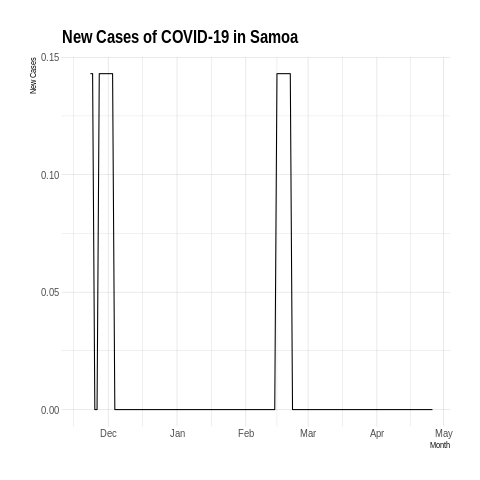 New Cases of COVID-19 in Samoa
New Cases
0.15
0.10
0.05
0.00
Dec Jan Feb Mar Apr May
Month